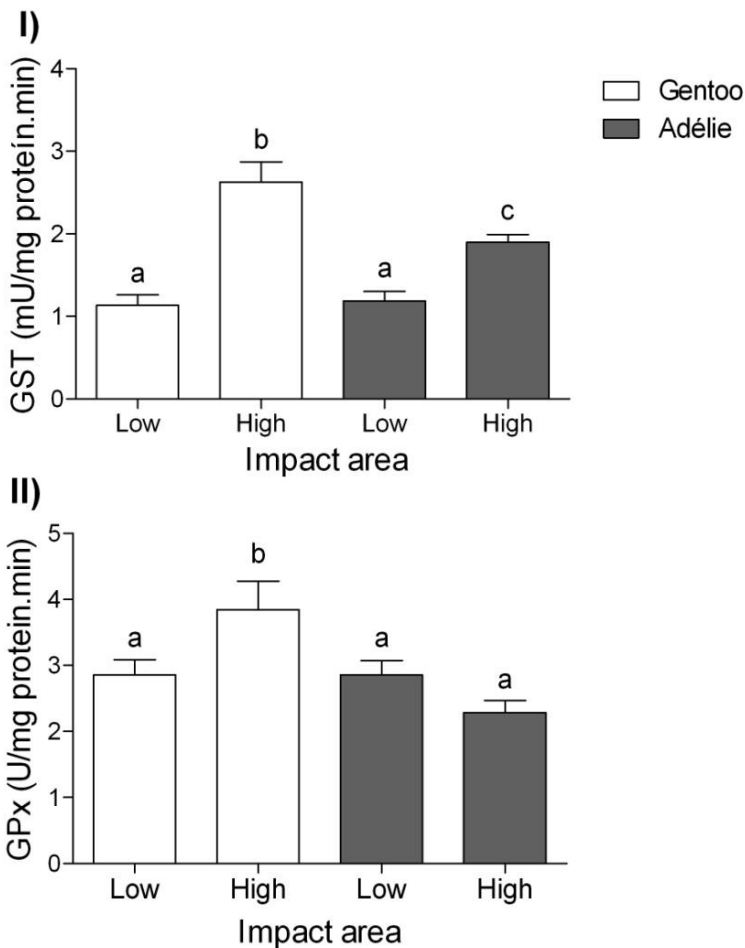 I)
GST (mU/mg proteín.min)
4
3
2
1
0
a
b
a
c
Low
High
Low
High
Impact area
Gentoo
Adélie
II)
GPx (U/mg protein.min)
5
4
3
2
1
0
a
b
a
a
Low
High
Low
High
Impact area